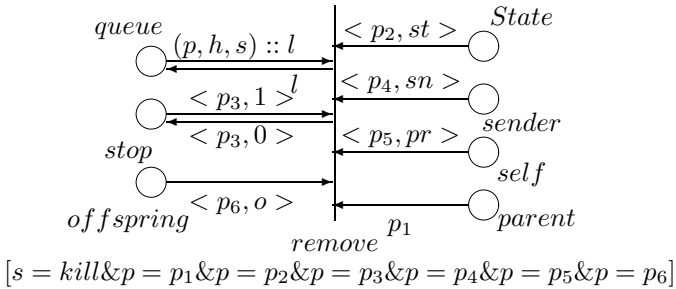 queue
State
(p, h, s) :: l
< p2, st >
l
< p3, 1 >
< p4, sn >
< p3, 0 >
sender
< p5, pr >
stop
self
< p6, o >
offspring
p1
parent
remove
[s = kill&p = p1&p = p2&p = p3&p = p4&p = p5&p = p6]